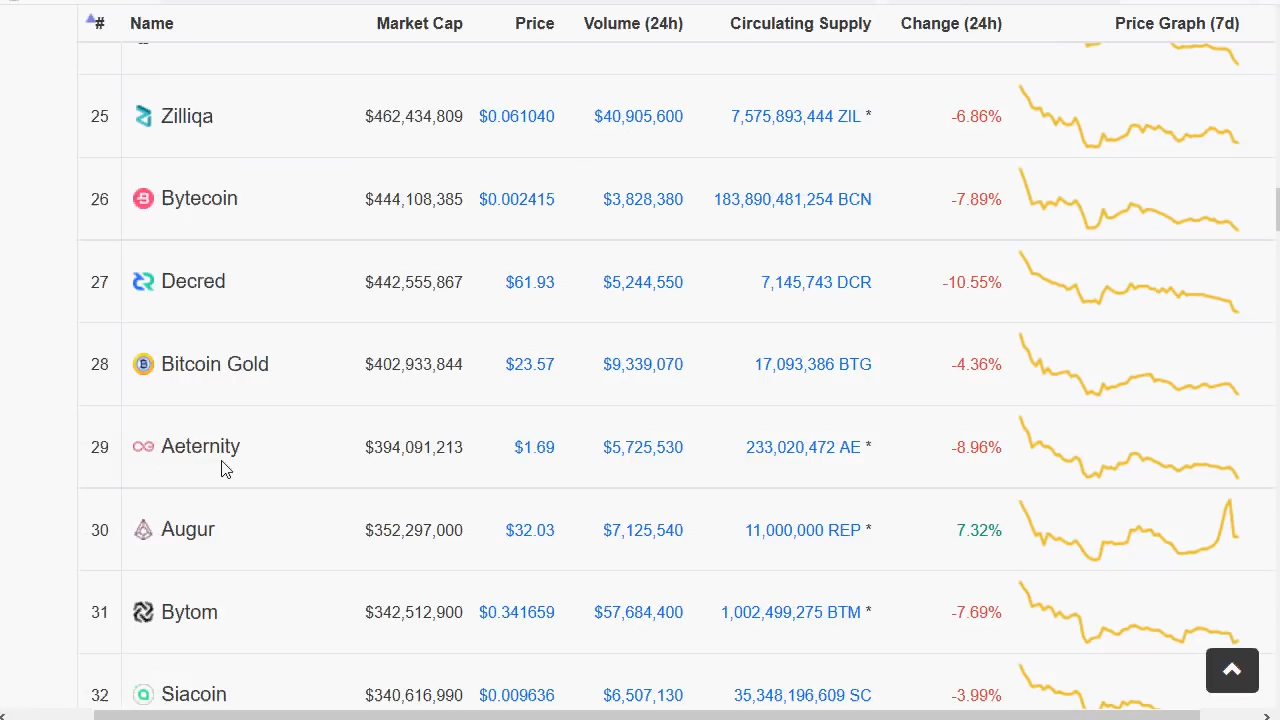 # Name Market Cap Price Volume (24h) Circulating Supply Change (24h) Price Graph (7d)
25 Zilliqa $462,434,809 $0.061040 $40,905,600 7,575,893,444 ZIL * -6.86%
26 Bytecoin $444,108,385 $0.002415 $3,828,380 183,890,481,254 BCN -7.89%
27 Decred $442,555,867 $61.93 $5,244,550 7,145,743 DCR -10.55%
28 Bitcoin Gold $402,933,844 $23.57 $9,339,070 17,093,386 BTG -4.36%
29 Aeternity $394,091,213 $1.69 $5,725,530 233,020,472 AE * -8.96%
30 Augur $352,297,000 $32.03 $7,125,540 11,000,000 REP * 7.32%
31 Bytom $342,512,900 $0.341659 $57,684,400 1,002,499,275 BTM * -7.69%
32 Siacoin $340,616,990 $0.009636 $6,507,130 35,348,196,609 SC -3.99%